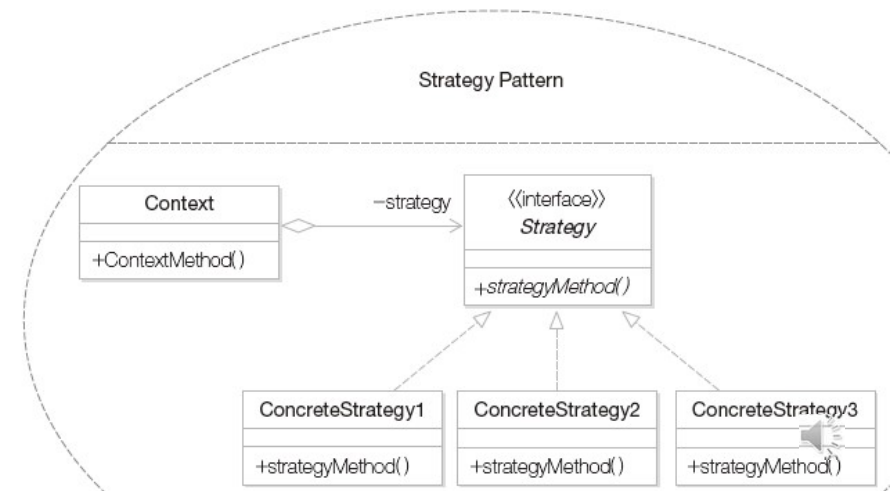 Strategy Pattern
Context
+ContextMethod()
−strategy
⟨⟨interface⟩⟩
Strategy
+strategyMethod()
ConcreteStrategy1
+strategyMethod()
ConcreteStrategy2
+strategyMethod()
ConcreteStrategy3
+strategyMethod()